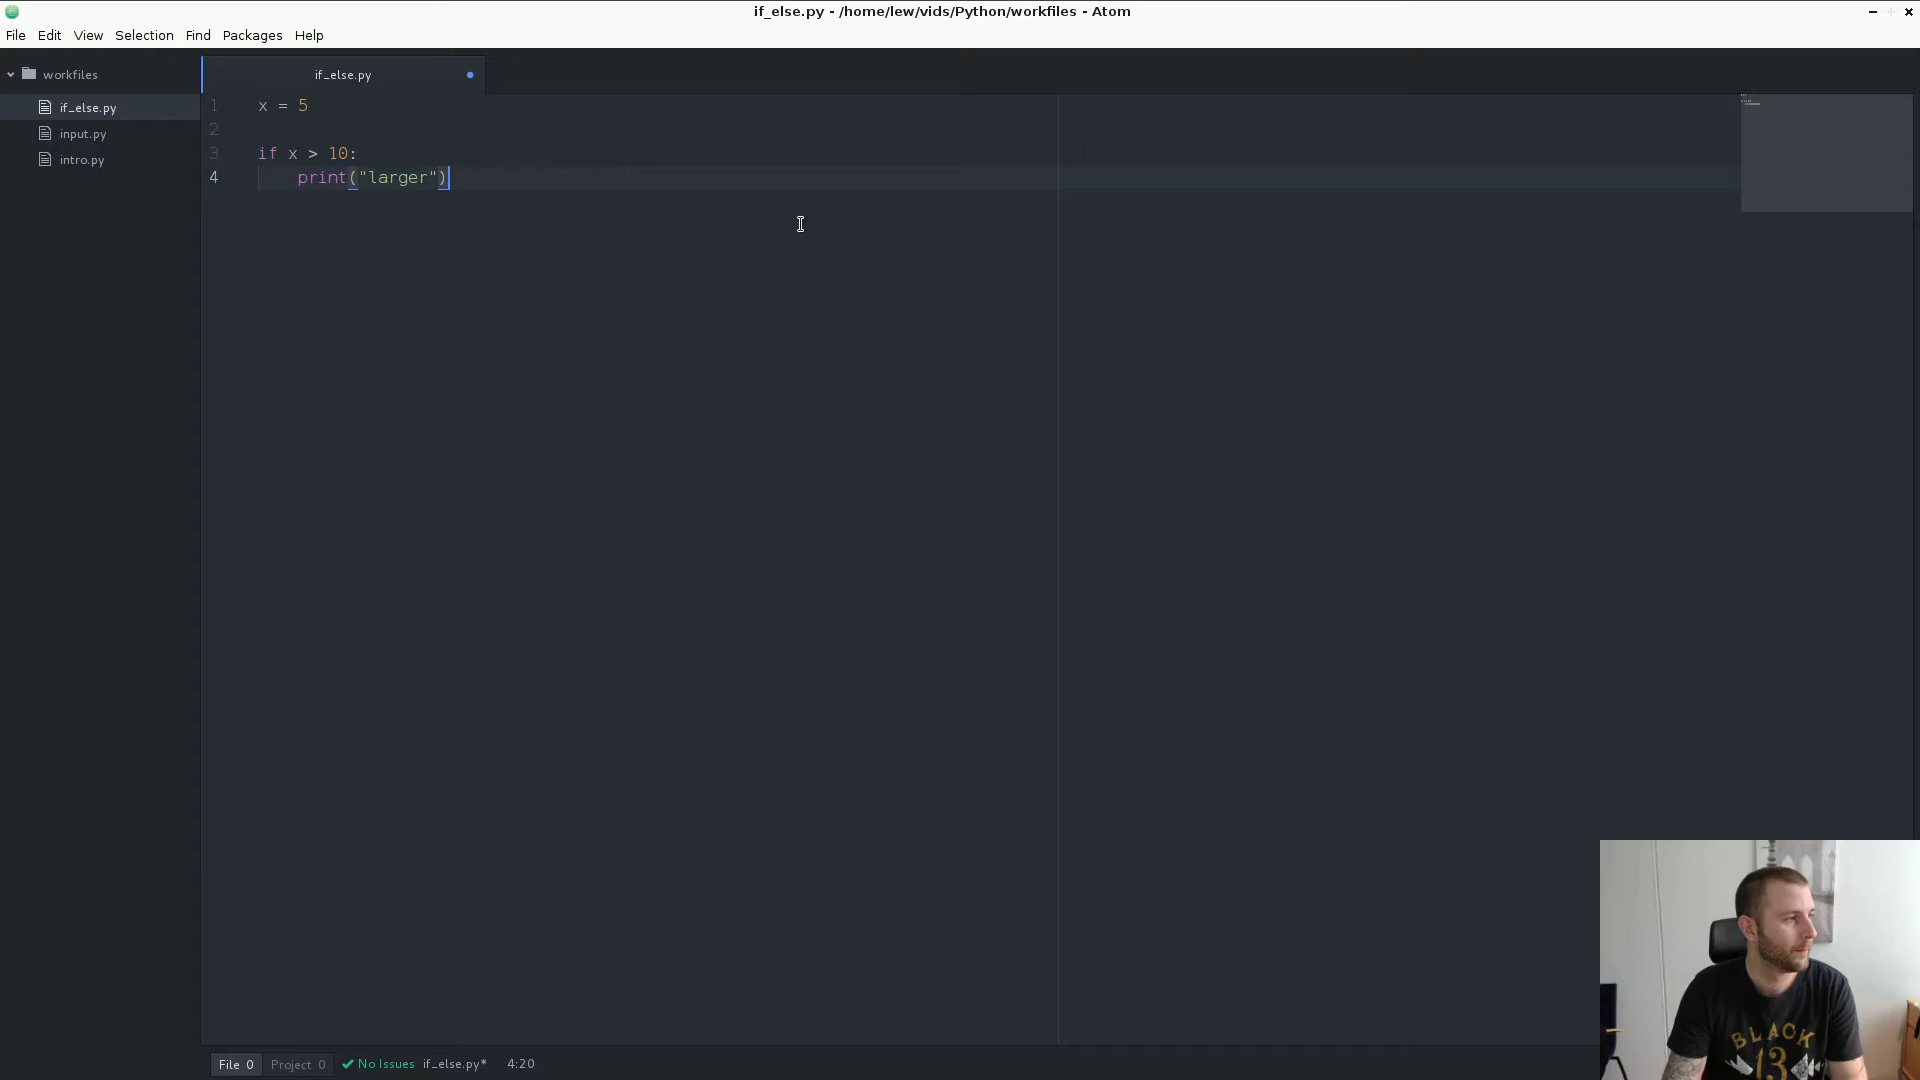 if_else.py - /home/lew/vids/Python/workfiles - Atom
File Edit View Selection Find Packages Help
workfiles
if_else.py
input.py
intro.py
if_else.py
1 x = 5
2
3 if x > 10:
4     print("larger")
File 0 Project 0 No Issues if_else.py* 4:20
BLACK
13